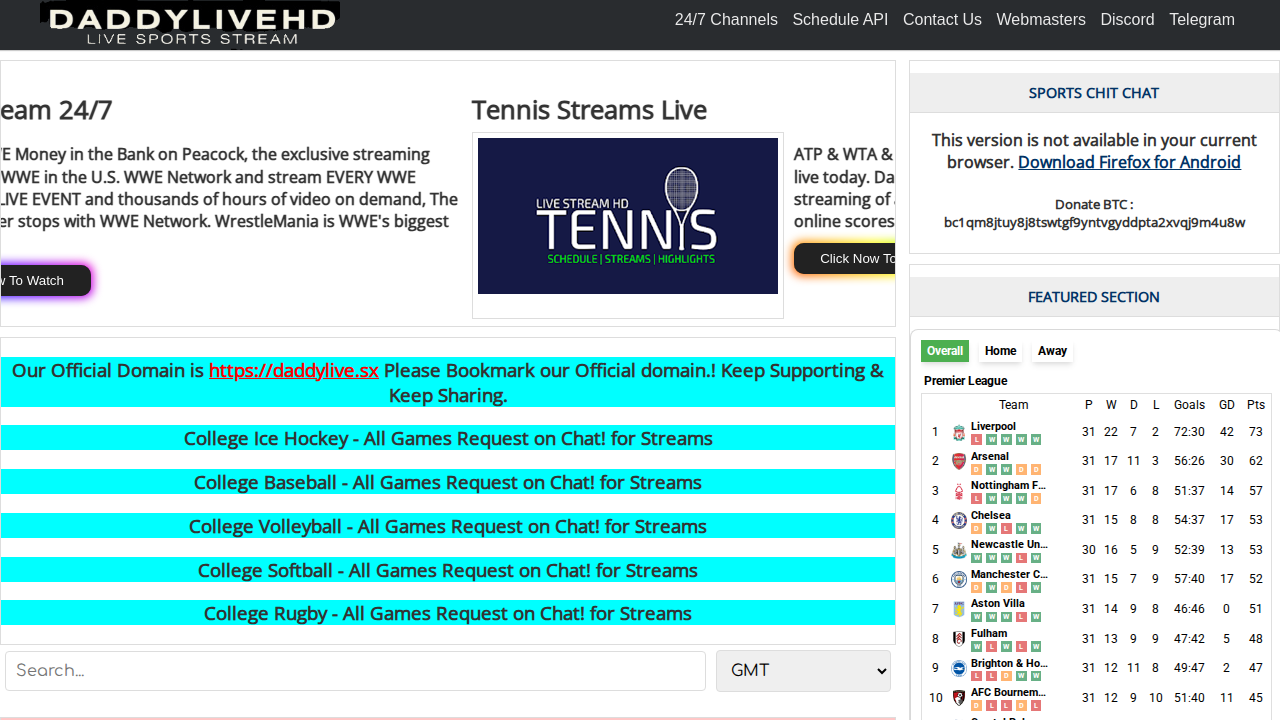 DADDYLIVEHD
LIVE SPORTS STREAM
24/7 Channels Schedule API Contact Us Webmasters Discord Telegram
eam 24/7
Money in the Bank on Peacock, the exclusive streaming
WWE in the U.S. WWE Network and stream EVERY WWE
LIVE EVENT and thousands of hours of video on demand, The
er stops with WWE Network. WrestleMania is WWE's biggest
w To Watch
Tennis Streams Live
LIVE STREAM HD
TENNIS
SCHEDULE | STREAMS | HIGHLIGHTS
ATP & WTA &
live today. Da
streaming of
online scores
Click Now To
Our Official Domain is https://daddylive.sx Please Bookmark our Official domain.! Keep Supporting &
Keep Sharing.
College Ice Hockey - All Games Request on Chat! for Streams
College Baseball - All Games Request on Chat! for Streams
College Volleyball - All Games Request on Chat! for Streams
College Softball - All Games Request on Chat! for Streams
College Rugby - All Games Request on Chat! for Streams
Search...
GMT
SPORTS CHIT CHAT
This version is not available in your current
browser. Download Firefox for Android
Donate BTC :
bc1qm8jtuy8j8tswtgf9yntvgyddpta2xvqj9m4u8w
FEATURED SECTION
Overall Home Away
Premier League
Team P W D L Goals GD Pts
1 Liverpool 31 22 7 2 72:30 42 73
L W W W W
2 Arsenal 31 17 11 3 56:26 30 62
D W W D D
3 Nottingham F... 31 17 6 8 51:37 14 57
L W W W D
4 Chelsea 31 15 8 8 54:37 17 53
D W L W W
5 Newcastle Un... 30 16 5 9 52:39 13 53
W W W L W
6 Manchester C... 31 15 7 9 57:40 17 52
D W D L W
7 Aston Villa 31 14 9 8 46:46 0 51
W W W L W
8 Fulham 31 13 9 9 47:42 5 48
W L W L W
9 Brighton & Ho... 31 12 11 8 49:47 2 47
L L D W W
10 AFC Bournem... 31 12 9 10 51:40 11 45
D L L D L